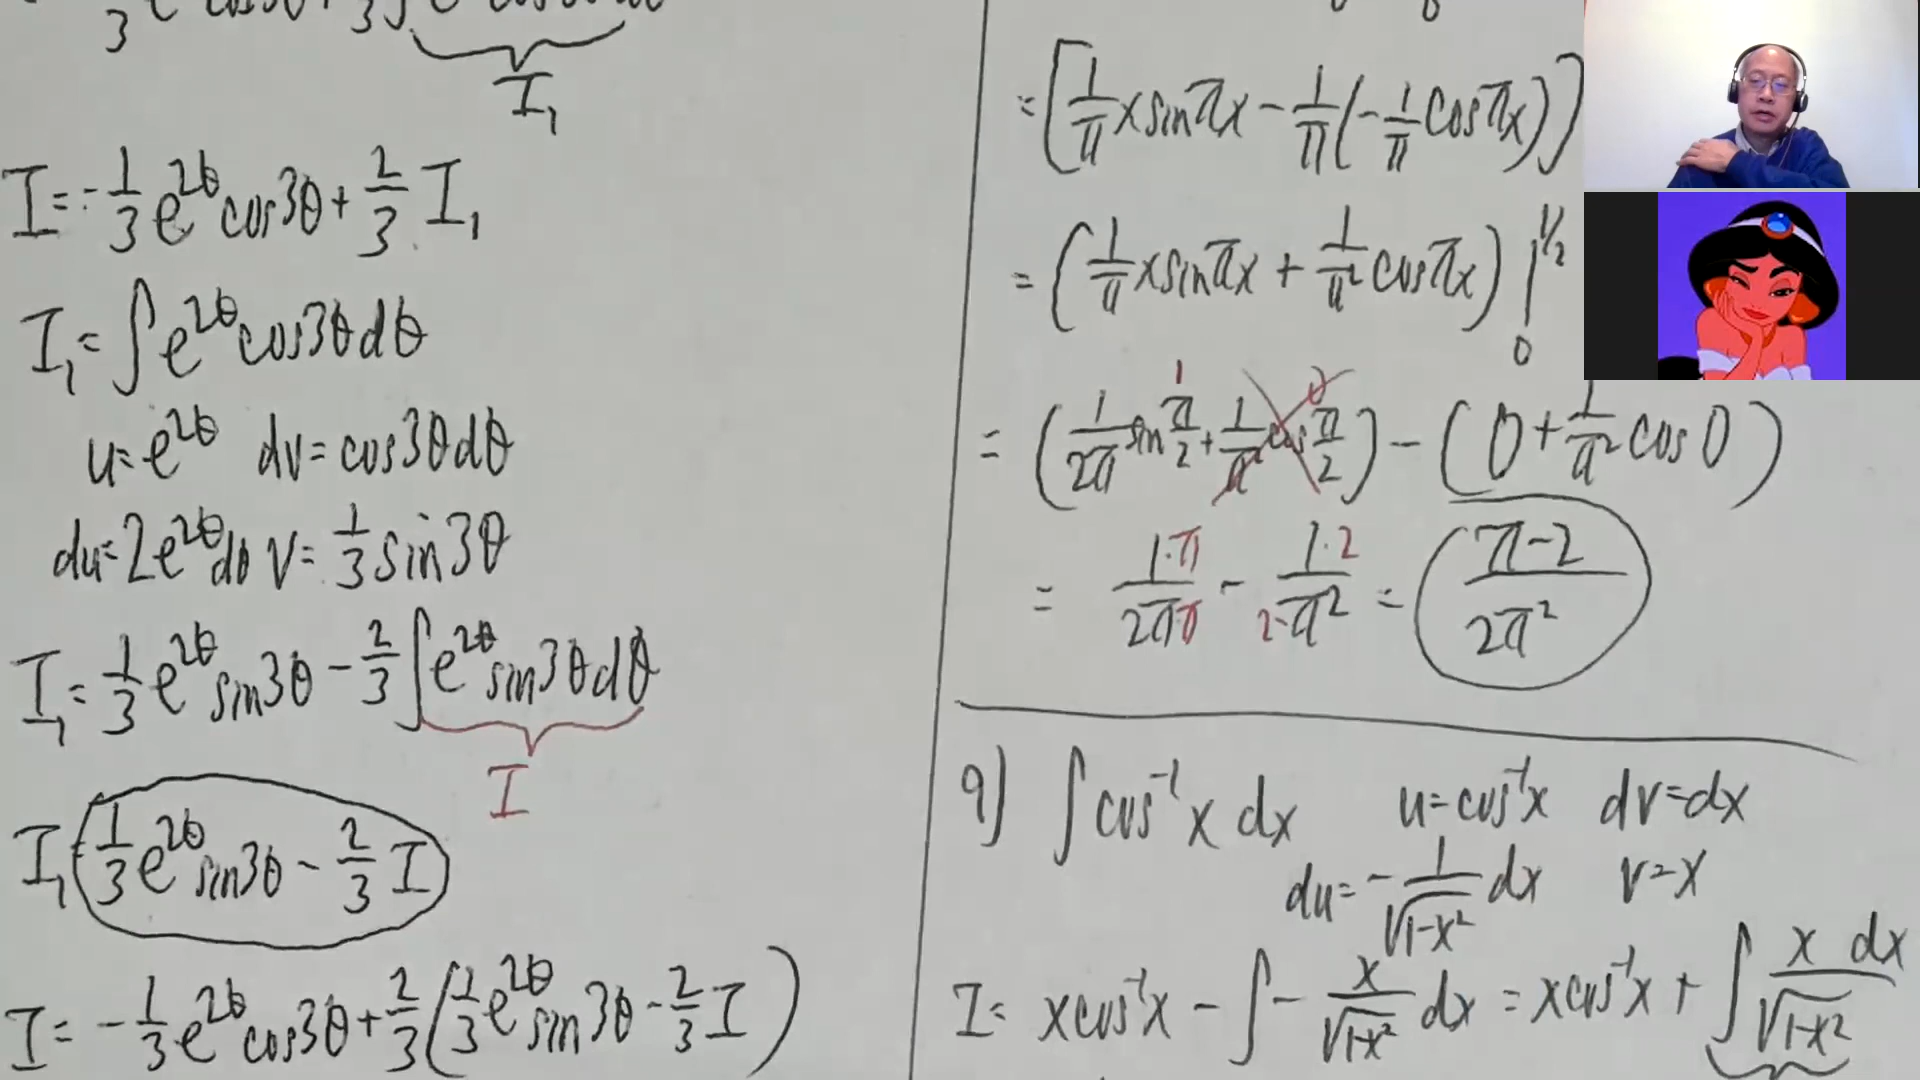 I₁
I = -1/3 e^2θ cos3θ + 2/3 I₁
I₁ = ∫ e^2θ cos3θ dθ
u = e^2θ dv = cos3θ dθ
du = 2e^2θ dθ v = 1/3 sin3θ
I₁ = 1/3 e^2θ sin3θ - 2/3 ∫ e^2θ sin3θ dθ
I
I₁ = 1/3 e^2θ sin3θ - 2/3 I
I = -1/3 e^2θ cos3θ + 2/3 (1/3 e^2θ sin3θ - 2/3 I)
= [1/π x sinπx - 1/π (-1/π cosπx)]
= (1/π x sinπx + 1/π² cosπx) |₀^1/2
= (1/2π sin π/2 + 1/π² cos π/2) - (0 + 1/π² cos 0)
1 0
= 1·π/2π·π - 1·2/2·π² = π-2/2π²
9) ∫ cos⁻¹x dx u = cos⁻¹x dv = dx
du = - 1/√1-x² dx v = x
I = x cos⁻¹x - ∫ - x/√1-x² dx = x cos⁻¹x + ∫ x dx/√1-x²